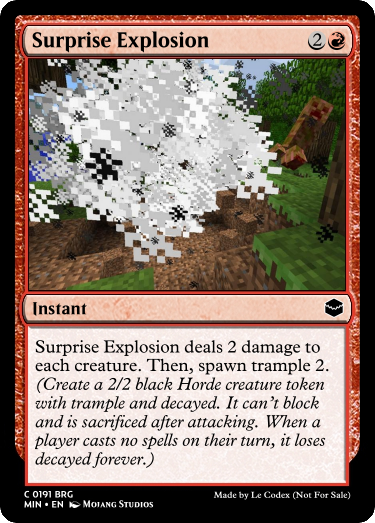 Surprise Explosion 2
Instant
Surprise Explosion deals 2 damage to
each creature. Then, spawn trample 2.
(Create a 2/2 black Horde creature token
with trample and decayed. It can't block
and is sacrificed after attacking. When a
player casts no spells on their turn, it loses
decayed forever.)
C 0191 BRG
MIN • EN Mojang Studios
Made by Le Codex (Not For Sale)